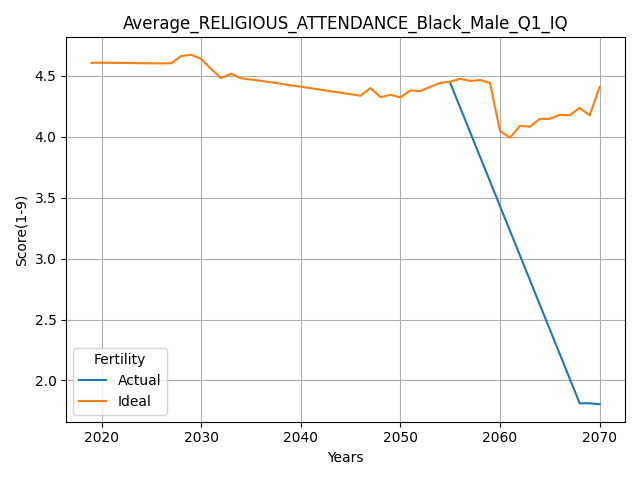 Average_RELIGIOUS_ATTENDANCE_Black_Male_Q1_IQ
4.5
4.0
3.5
3.0
2.5
2.0
Score(1-9)
Fertility
Actual
Ideal
2020 2030 2040 2050 2060 2070
Years